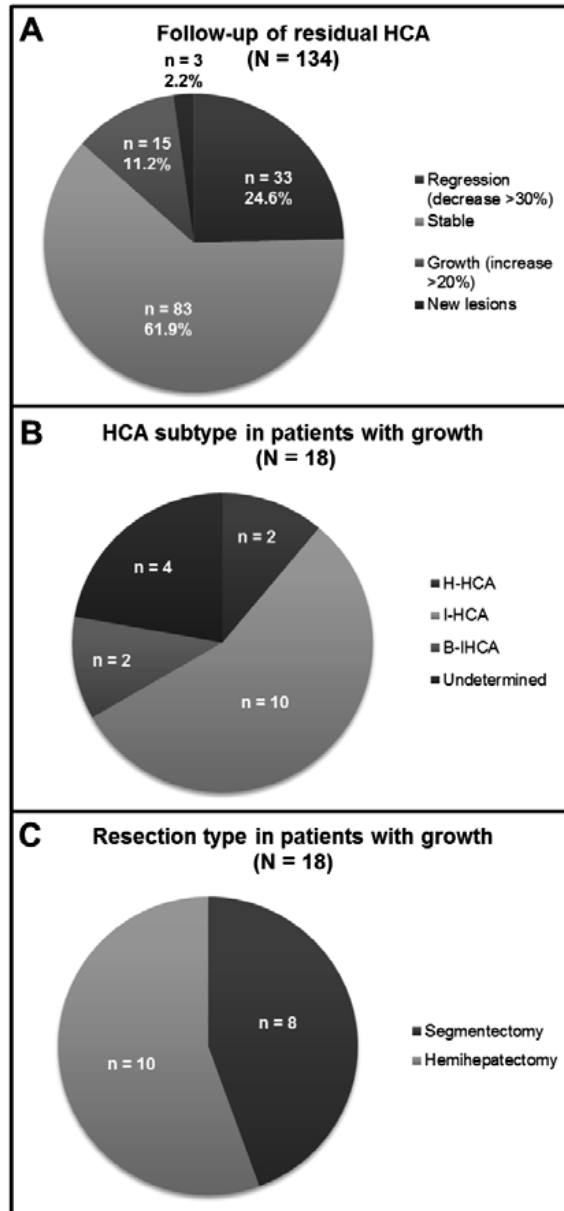 A
Follow-up of residual HCA
(N = 134)
n = 3
2.2%
n = 15
11.2%
n = 33
24.6%
n = 83
61.9%
Regression
(decrease >30%)
Stable
Growth (increase
>20%)
New lesions
B
HCA subtype in patients with growth
(N = 18)
n = 2
n = 4
n = 2
n = 10
H-HCA
I-HCA
B-IHCA
Undetermined
C
Resection type in patients with growth
(N = 18)
n = 8
n = 10
Segmentectomy
Hemihepatectomy